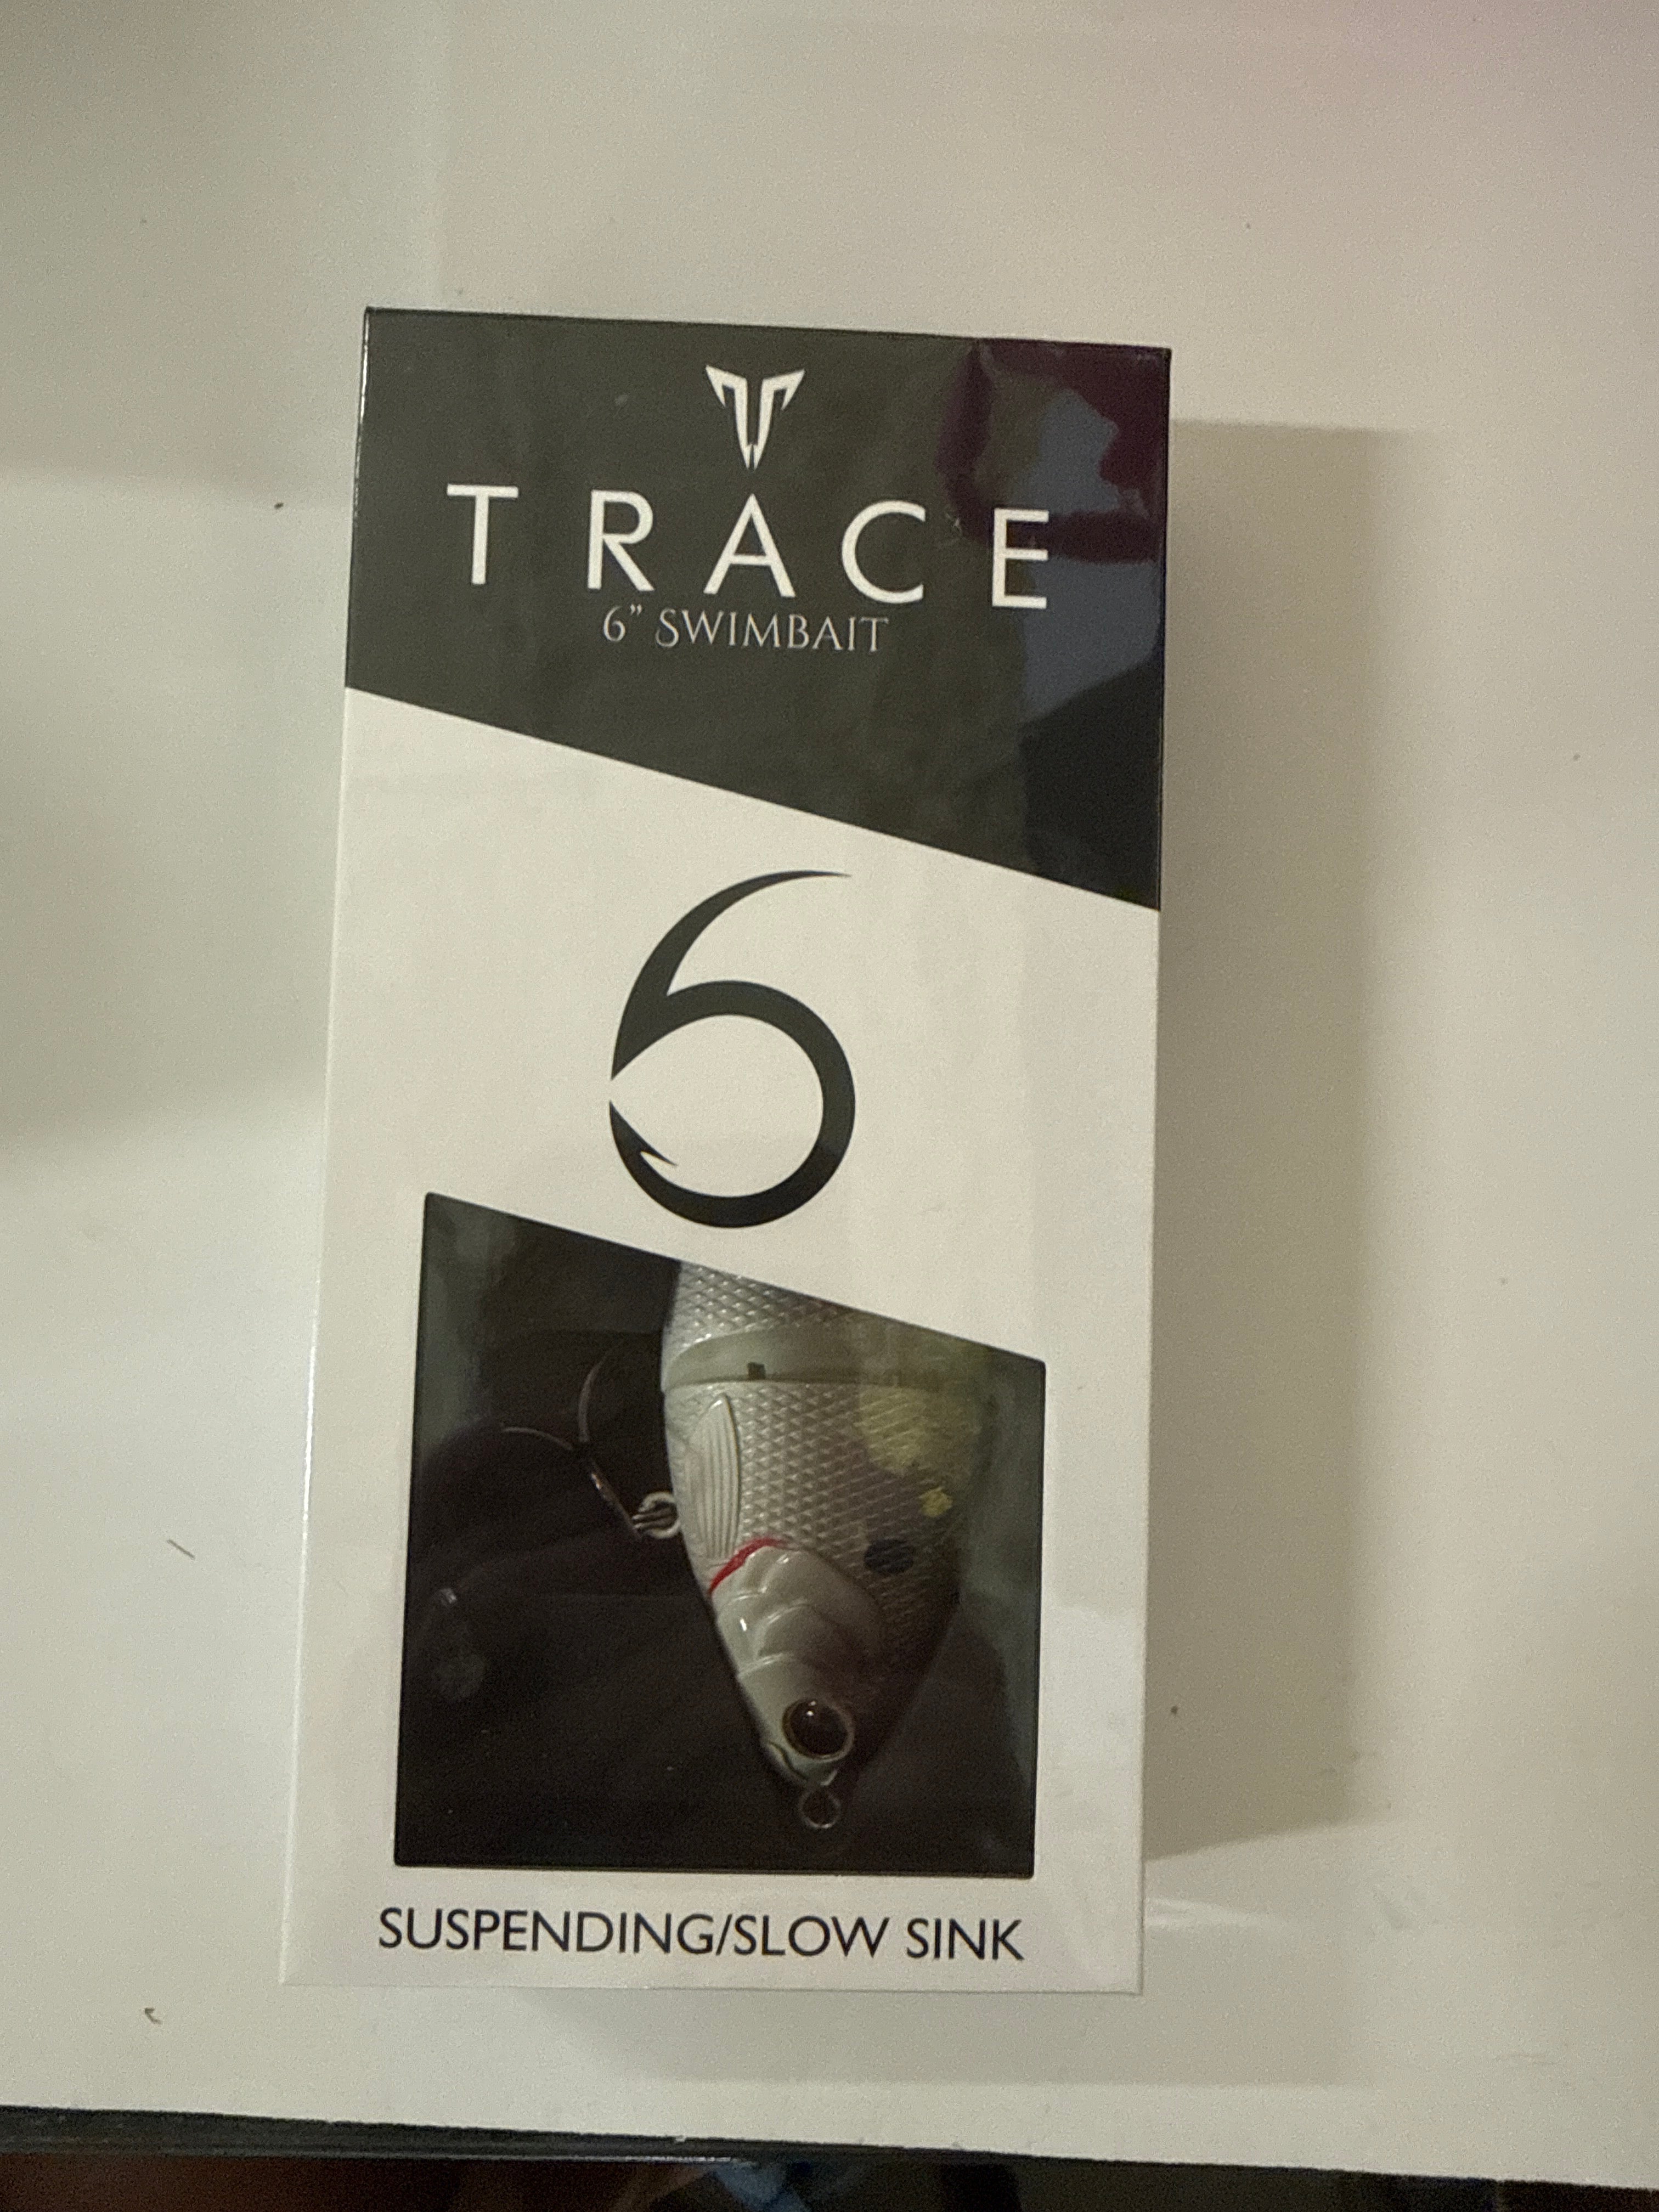 TRACE
6” SWIMBAIT
6
SUSPENDING/SLOW SINK